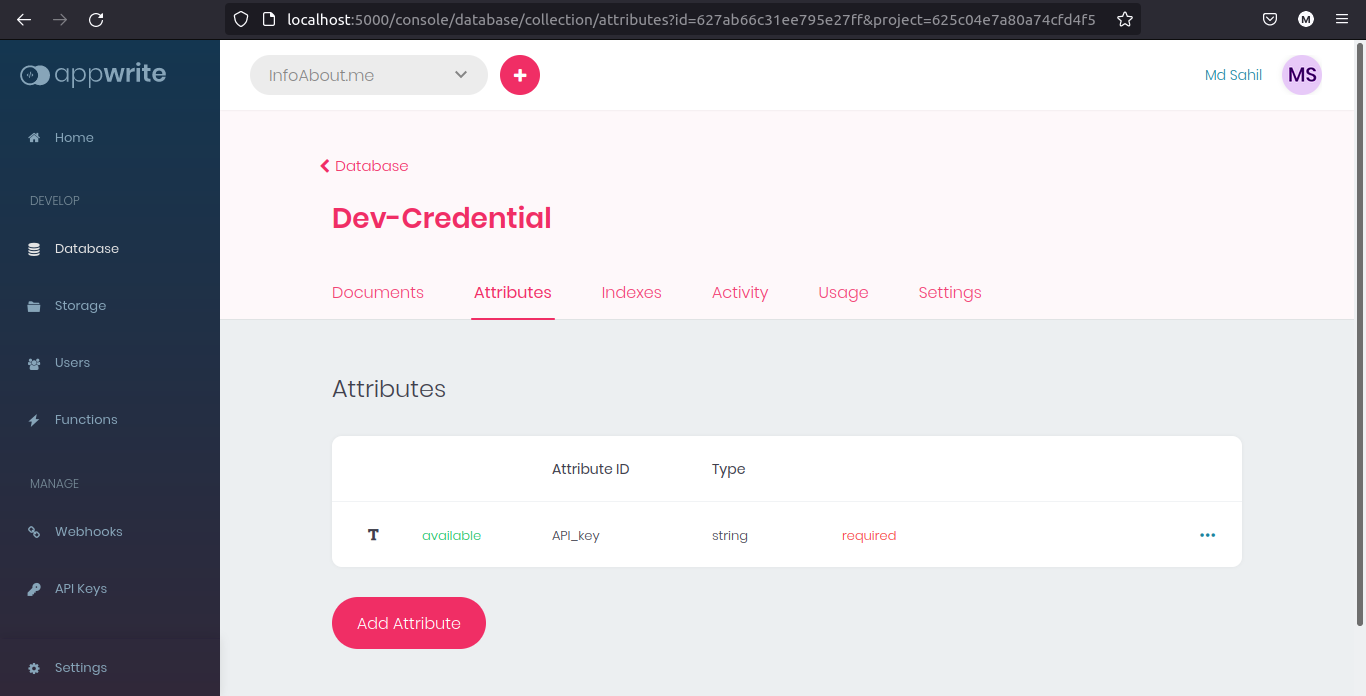 localhost:5000/console/database/collection/attributes?id=627ab66c31ee795e27ff&project=625c04e7a80a74cfd4f5
M
appwrite
InfoAbout.me
+
Md Sahil
MS
Home
DEVELOP
Database
Storage
Users
Functions
MANAGE
Webhooks
API Keys
Settings
Database
Dev-Credential
Documents Attributes Indexes Activity Usage Settings
Attributes
Attribute ID Type
T available API_key string required •••
Add Attribute